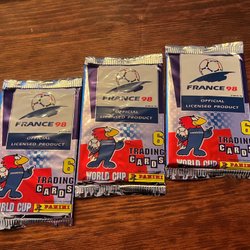 FRANCE 98
OFFICIAL
LICENSED PRODUCT
6
TRADING
CARDS
WORLD CUP
PANINI
FRANCE 98
OFFICIAL
LICENSED PRODUCT
6
TRADING
CARDS
WORLD CUP
PANINI
FRANCE 98
OFFICIAL
LICENSED PRODUCT
6
TRADING
CARDS
WORLD CUP
PANINI